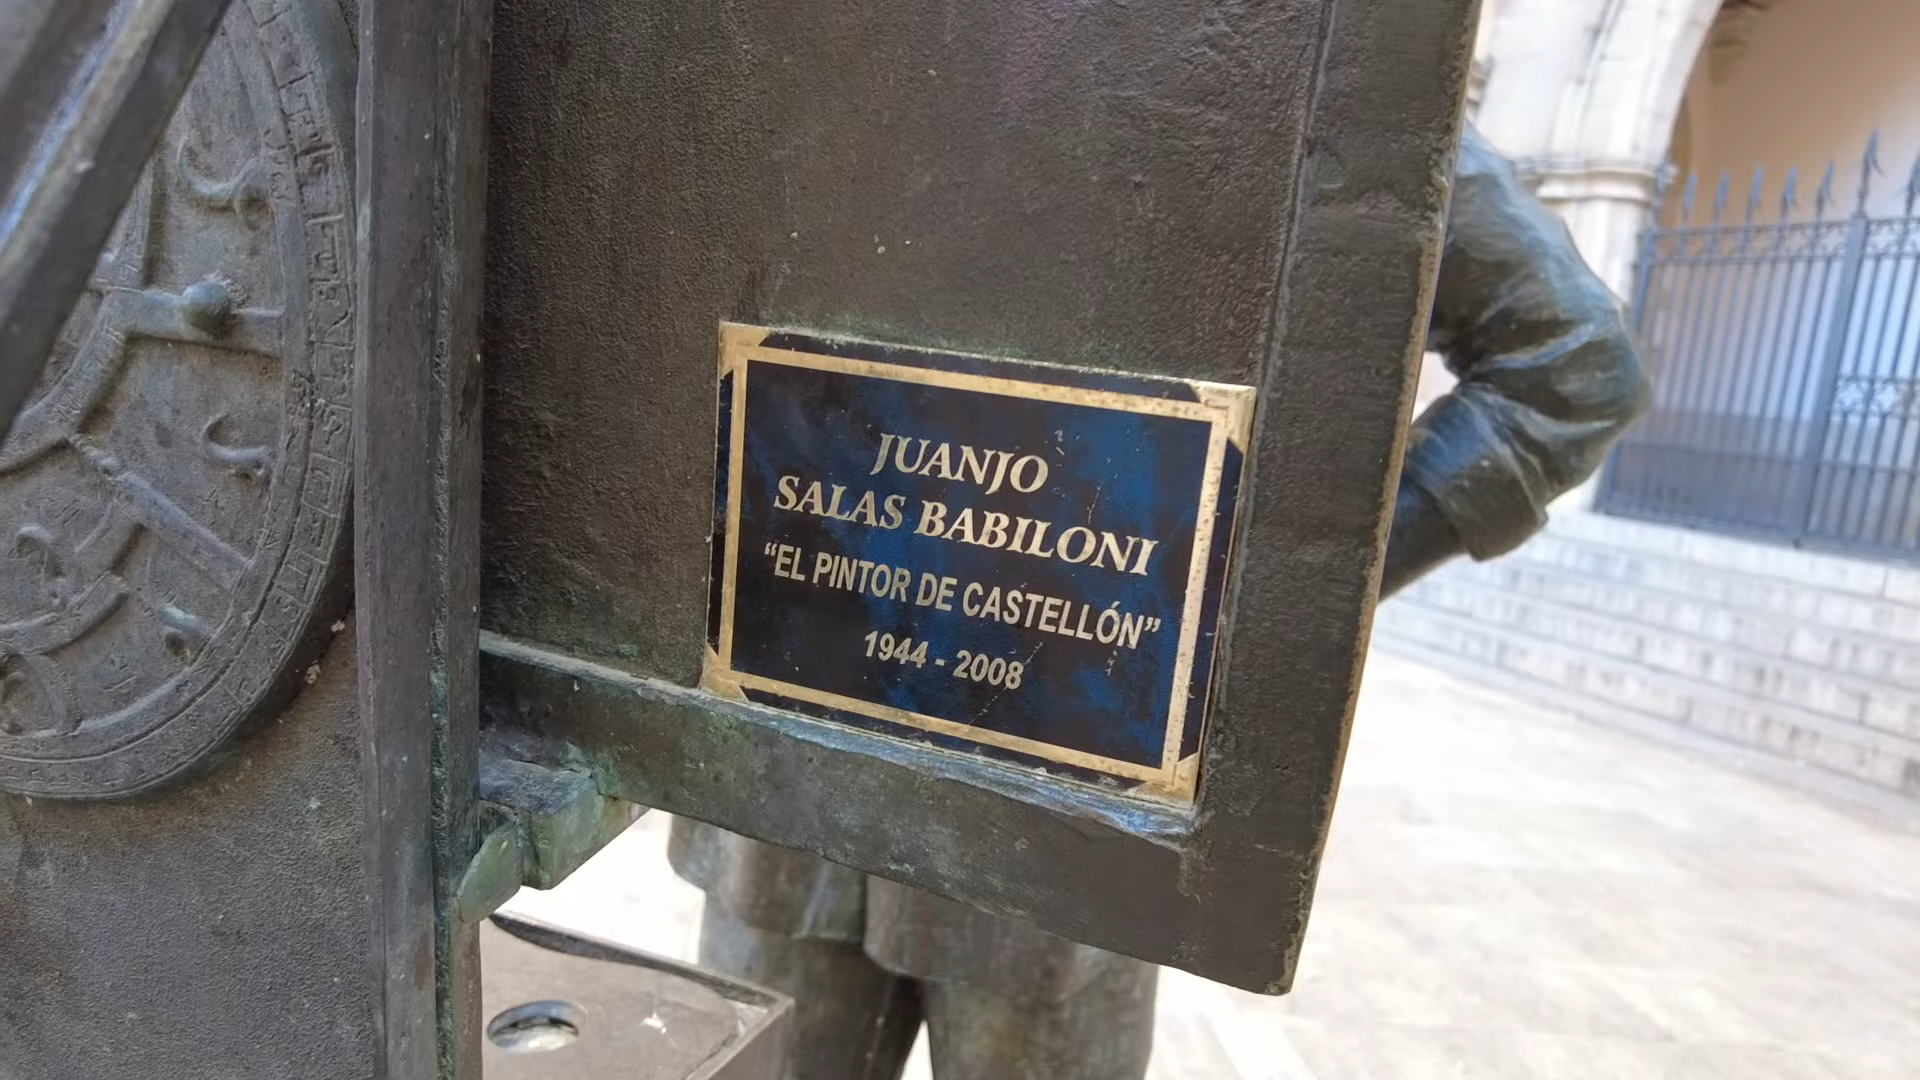 JUANJO
SALAS BABILONI
“EL PINTOR DE CASTELLÓN”
1944 - 2008